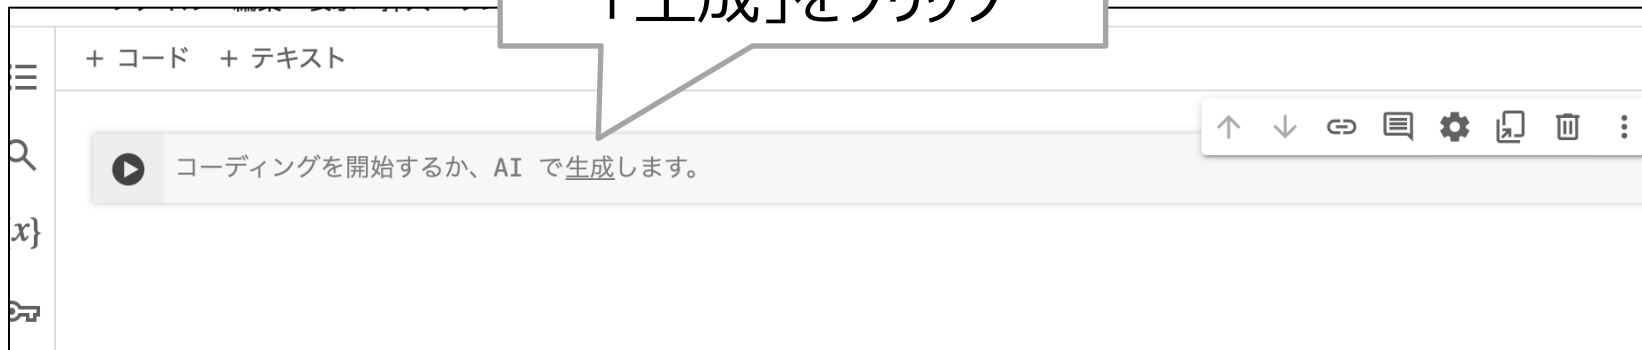 「生成」をクリック
+ コード + テキスト
コーディングを開始するか、AI で生成します。
{x}